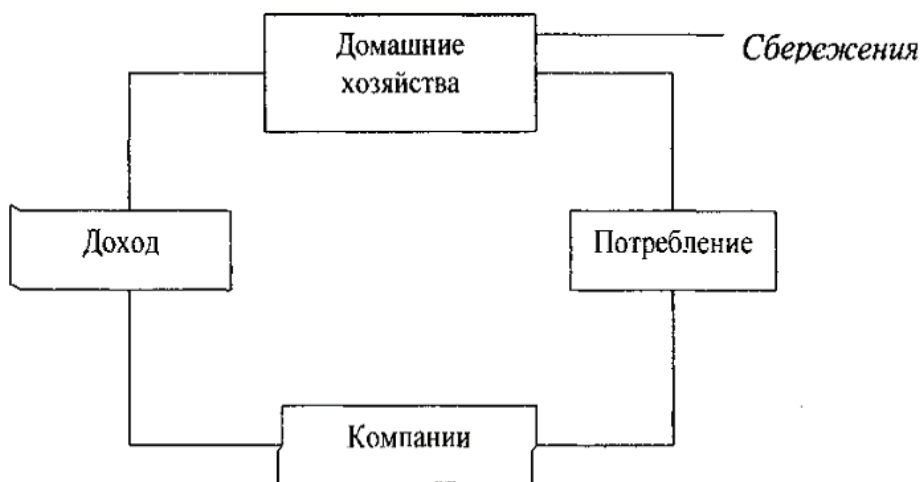 Домашние
хозяйства
Сбережения
Доход
Потребление
Компании